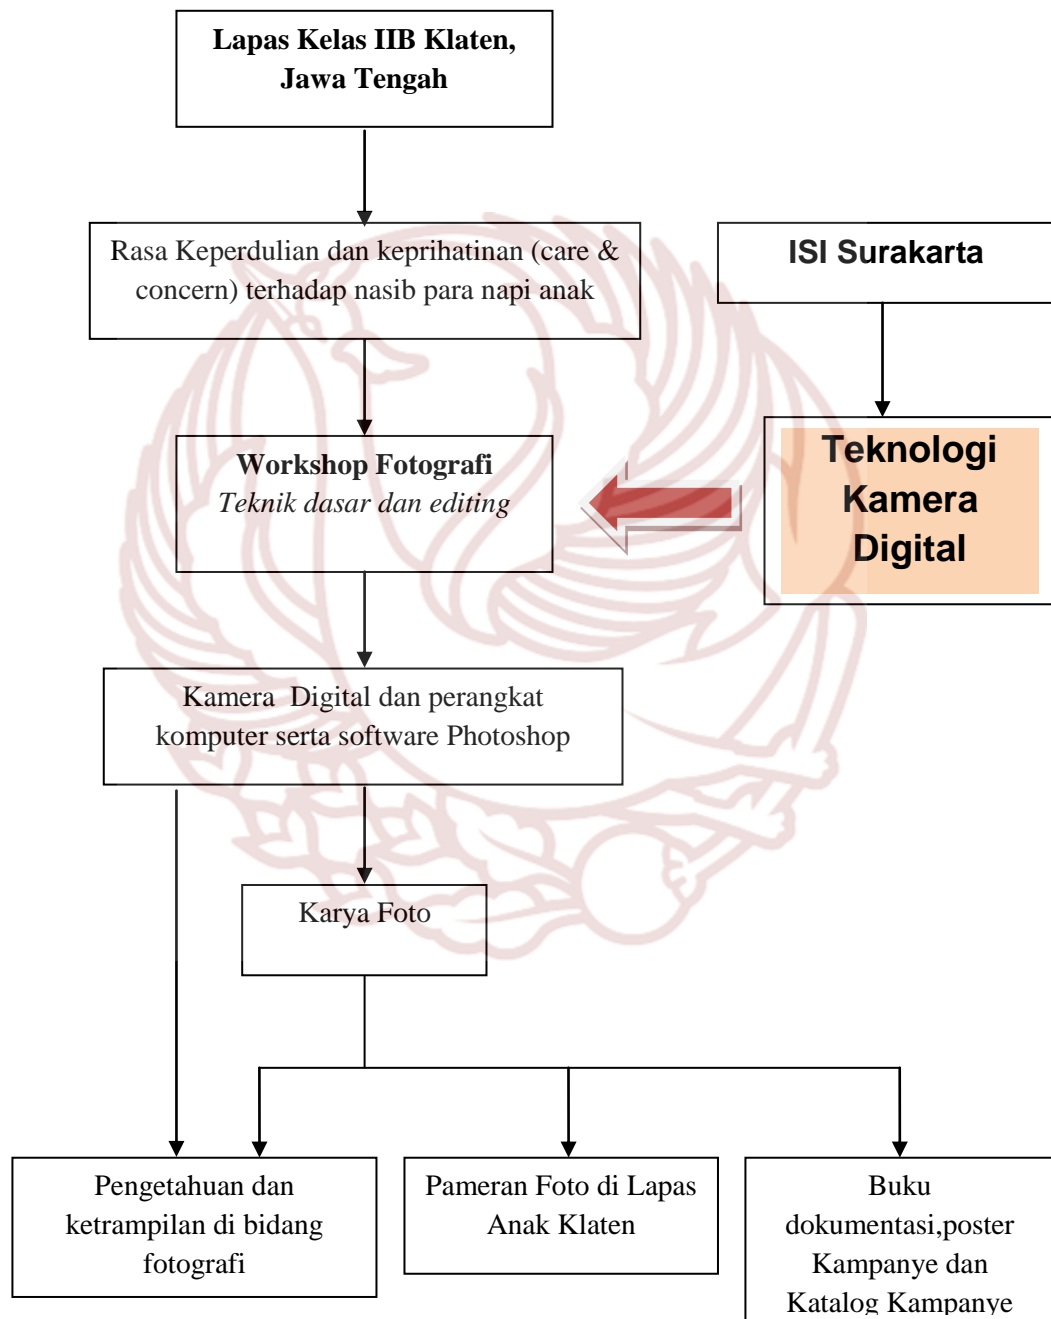 Lapas Kelas IIB Klaten,
Jawa Tengah
Rasa Keperdulian dan keprihatinan (care &
concern) terhadap nasib para napi anak
ISI Surakarta
Workshop Fotografi
Teknik dasar dan editing
Teknologi
Kamera
Digital
Kamera Digital dan perangkat
komputer serta software Photoshop
Karya Foto
Pengetahuan dan
ketrampilan di bidang
fotografi
Pameran Foto di Lapas
Anak Klaten
Buku
dokumentasi,poster
Kampanye dan
Katalog Kampanye